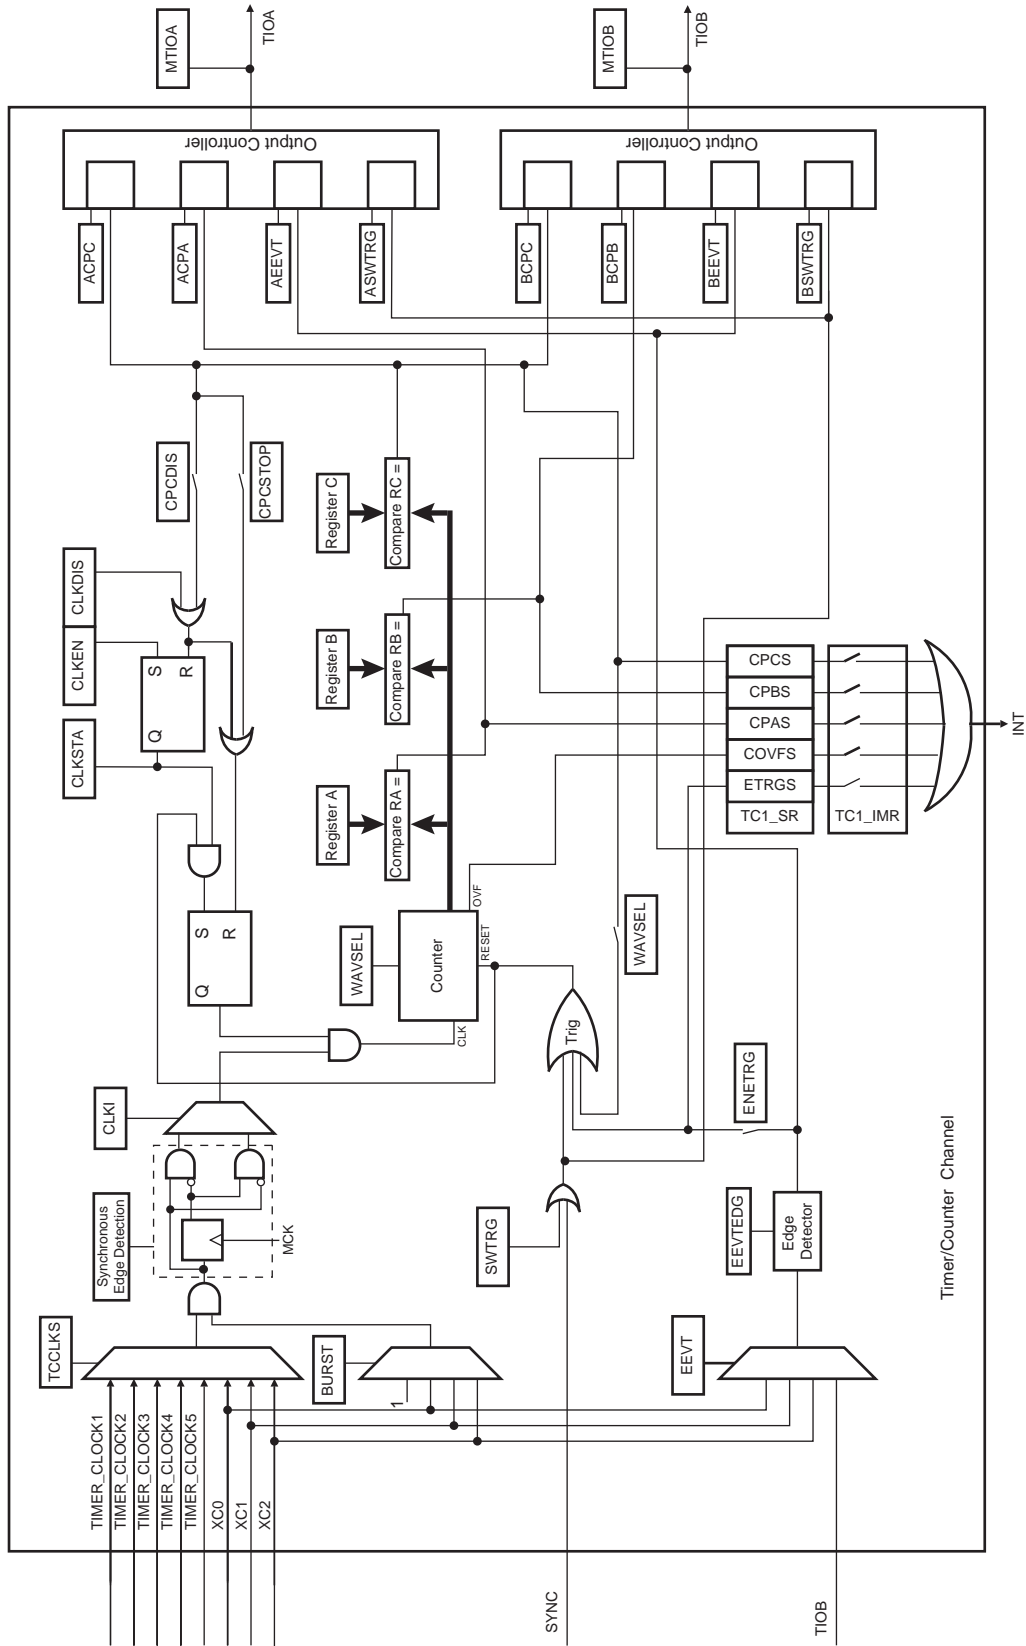 TIMER_CLOCK1
TIMER_CLOCK2
TIMER_CLOCK3
TIMER_CLOCK4
TIMER_CLOCK5
XC0
XC1
XC2
TCCLKS
Synchronous
Edge Detection
MCK
CLKI
CLKSTA
CLKEN
CLKDIS
Q
S
R
Q
S
R
CPCDIS
CPCSTOP
1
BURST
WAVSEL
Counter
CLK
RESET
OVF
Register A
Register B
Register C
Compare RA =
Compare RB =
Compare RC =
ACPC
ACPA
AEEVT
ASWTRG
Output Controller
MTIOA
TIOA
SYNC
SWTRG
Trig
WAVSEL
BCPC
BCPB
BEEVT
BSWTRG
Output Controller
MTIOB
TIOB
TIOB
EEVT
EEVTEDG
Edge
Detector
ENETRG
CPCS
CPBS
CPAS
COVFS
ETRGS
TC1_SR
TC1_IMR
INT
Timer/Counter Channel